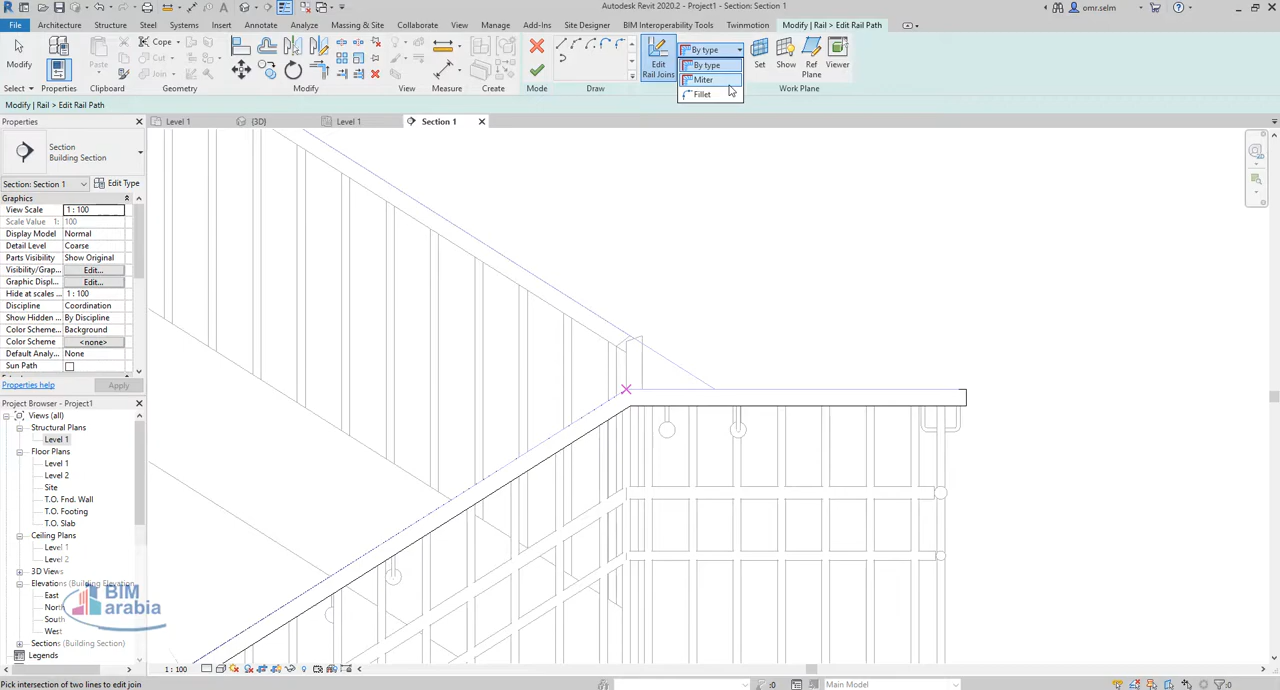 Autodesk Revit 2020 - Project1 - Section: Section 1
omr.selm
File Architecture Structure Steel Systems Insert Annotate Analyze Massing & Site Collaborate View Manage Add-Ins Site Designer BIM Interoperability Tools Twinmotion Modify | Rail > Edit Rail Path
Modify
Paste
Cope
Cut
Join
Edit
Rail Joins
By type
By type
Miter
Fillet
Set Show Ref
Plane
Viewer
Select Properties Clipboard Geometry Modify View Measure Create Mode Draw Work Plane
Modify | Rail > Edit Rail Path
Properties
Level 1 {3D} Level 1 Section 1
Section
Building Section
Section: Section 1 Edit Type
Graphics
View Scale 1 : 100
Scale Value 1: 100
Display Model Normal
Detail Level Coarse
Parts Visibility Show Original
Visibility/Grap... Edit...
Graphic Displ... Edit...
Hide at scales ... 1 : 100
Discipline Coordination
Show Hidden ... By Discipline
Color Scheme... Background
Color Scheme <none>
Default Analy... None
Sun Path
Properties help Apply
Project Browser - Project1
Views (all)
Structural Plans
Level 1
Floor Plans
Level 1
Level 2
Site
T.O. Fnd. Wall
T.O. Footing
T.O. Slab
Ceiling Plans
Level 1
Level 2
3D Views
Elevations (Building Elevation
East
North
South
West
Sections (Building Section)
Legends
BIM
arabia
1 : 100
Pick intersection of two lines to edit join
:0 Main Model :0